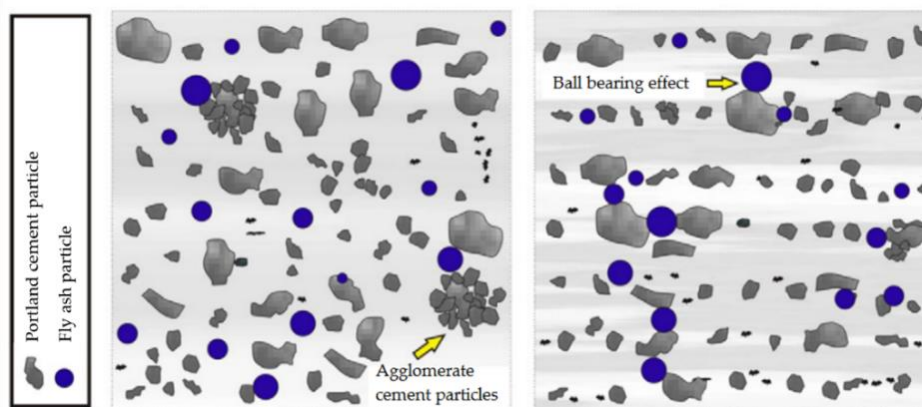 Portland cement particle
Fly ash particle
Agglomerate
cement particles
Ball bearing effect